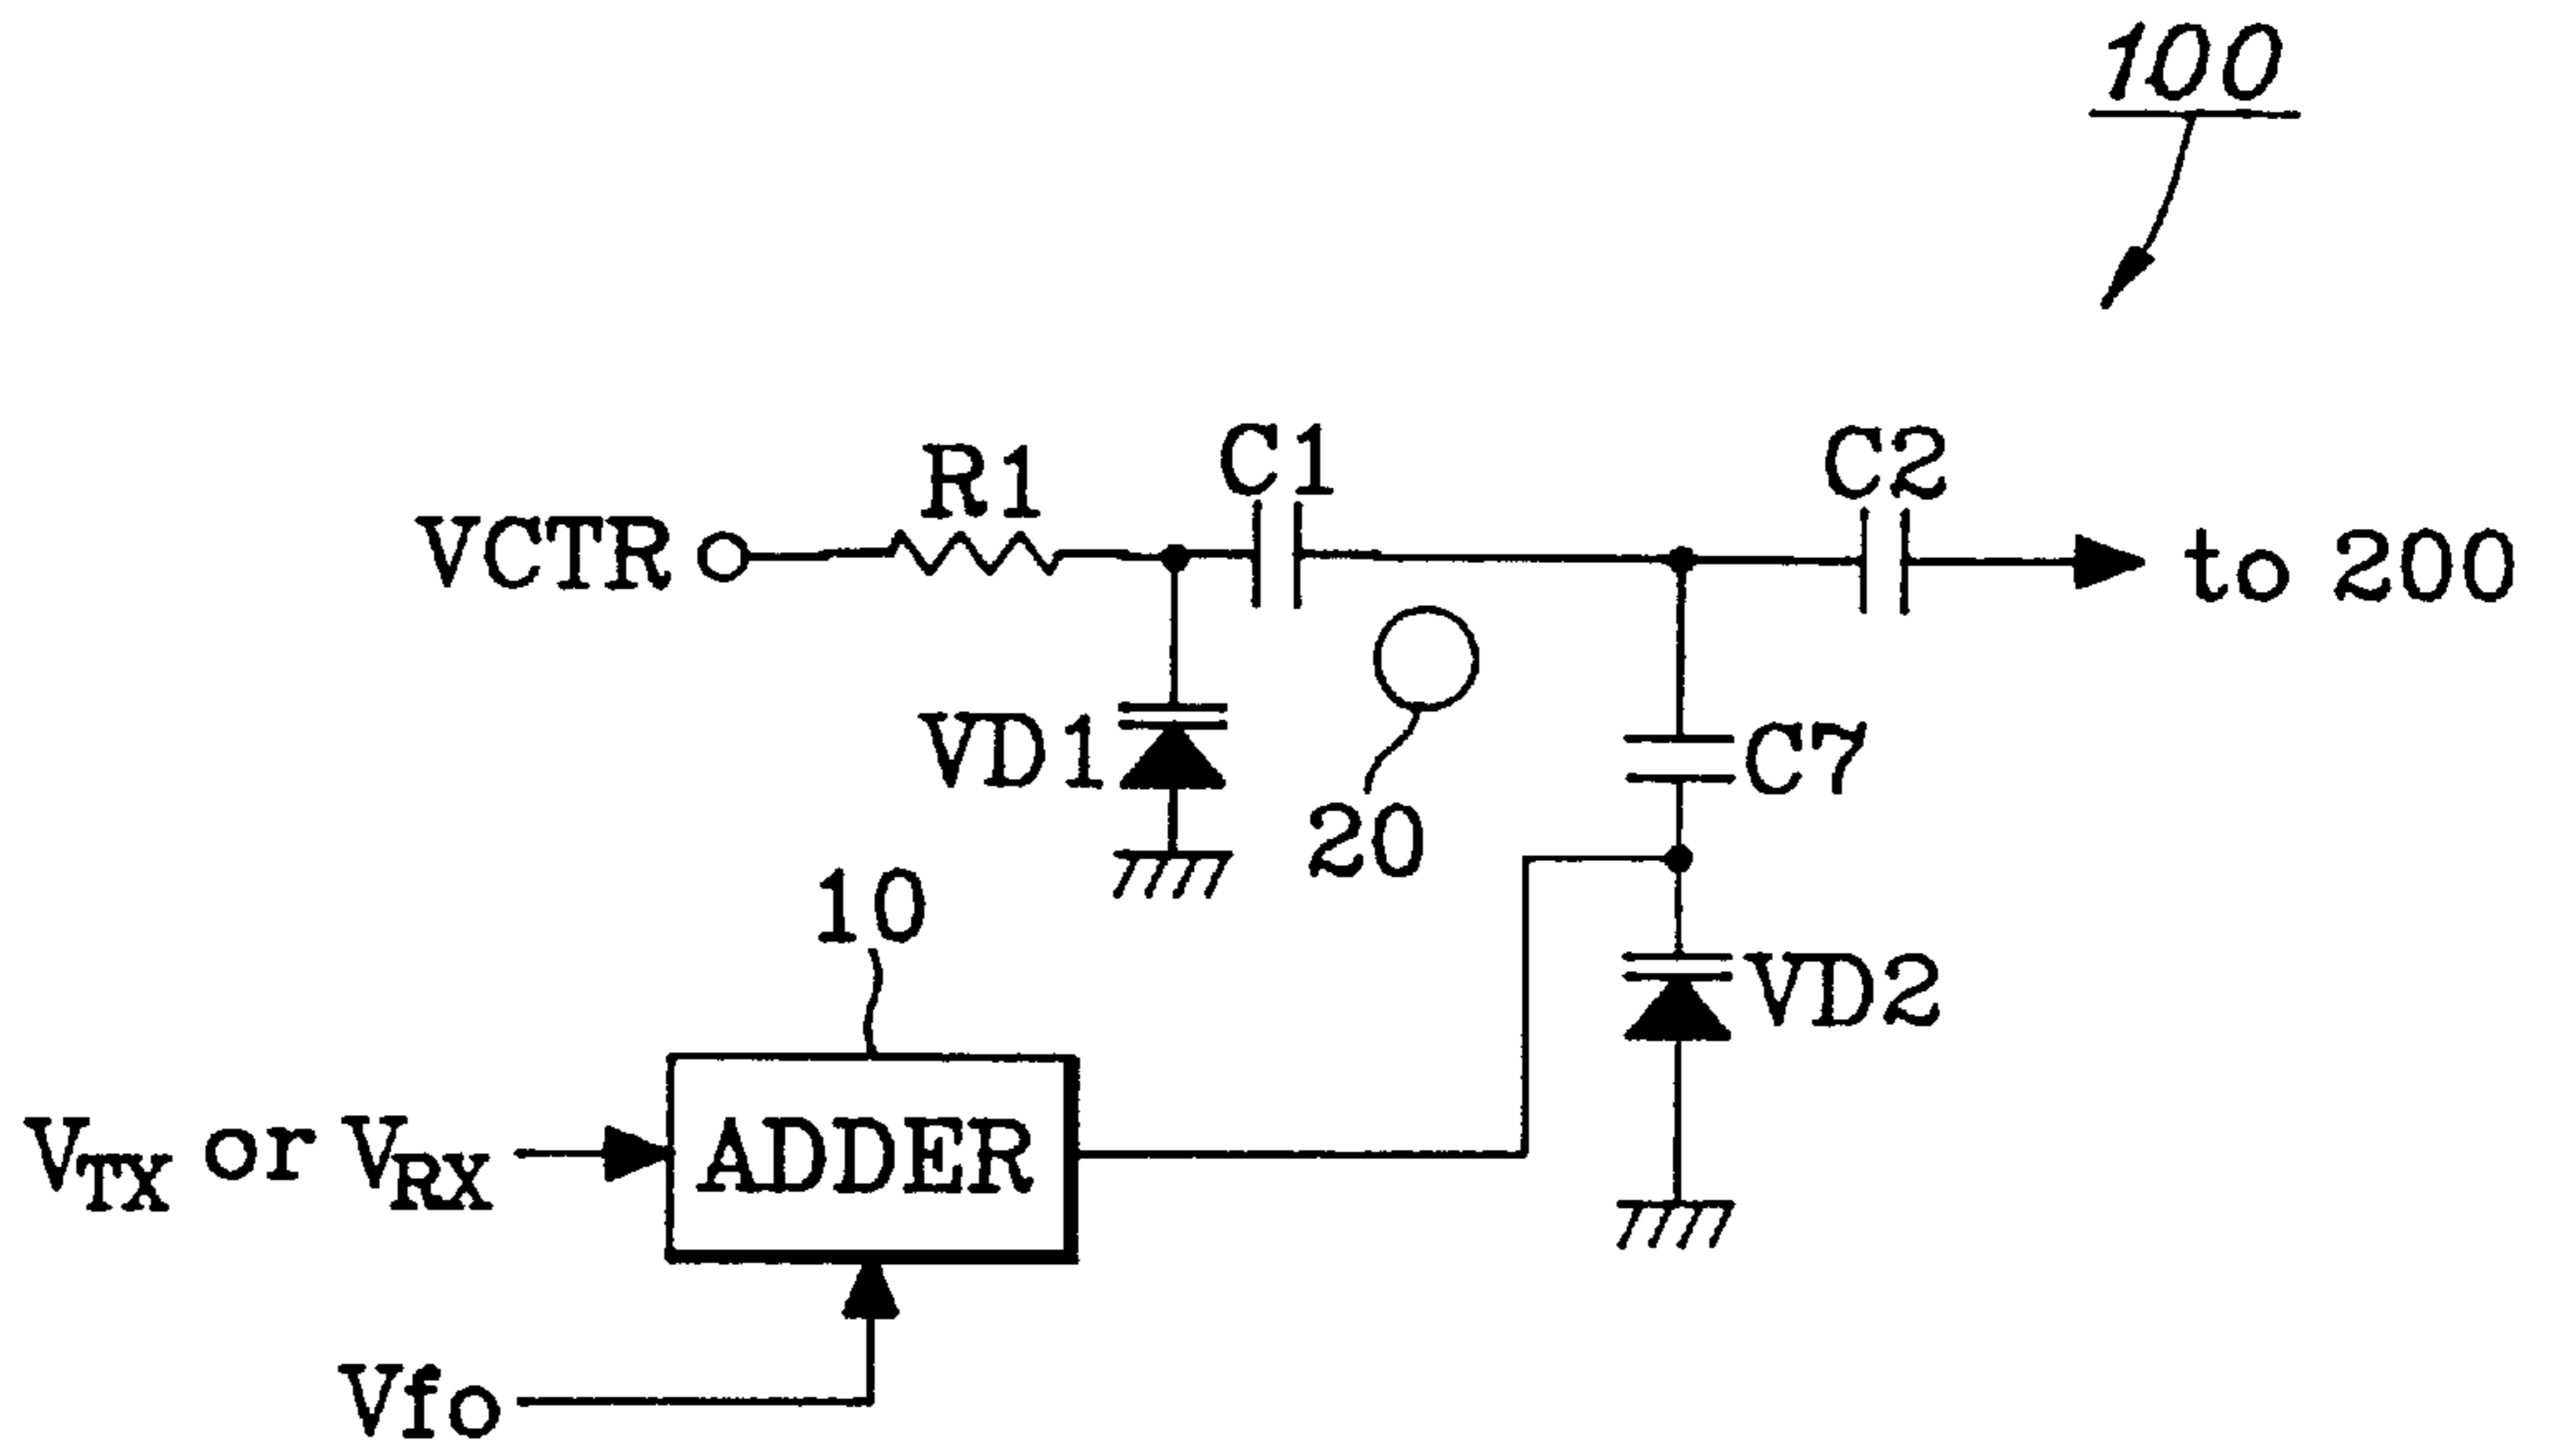 100
R1
C1
C2
VCTR
to 200
VD1
C7
20
10
VD2
ADDER
VTX or VRX
Vfo